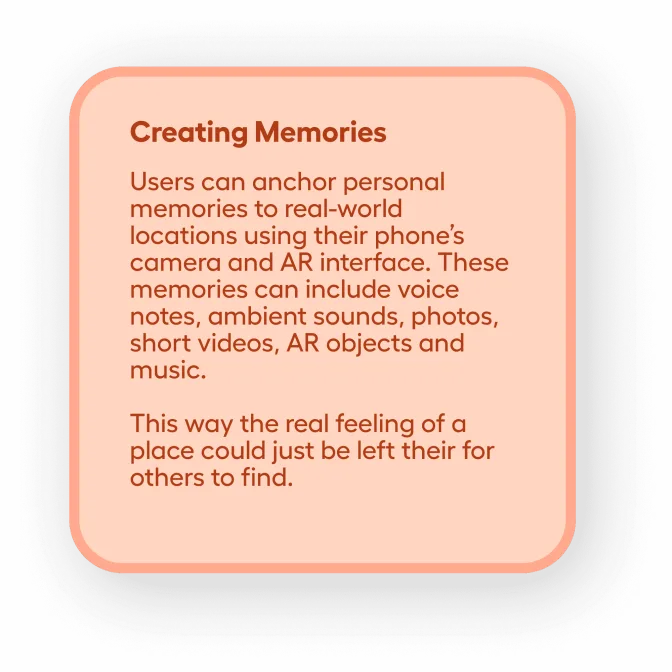 Creating Memories
Users can anchor personal
memories to real-world
locations using their phone’s
camera and AR interface. These
memories can include voice
notes, ambient sounds, photos,
short videos, AR objects and
music.
This way the real feeling of a
place could just be left their for
others to find.